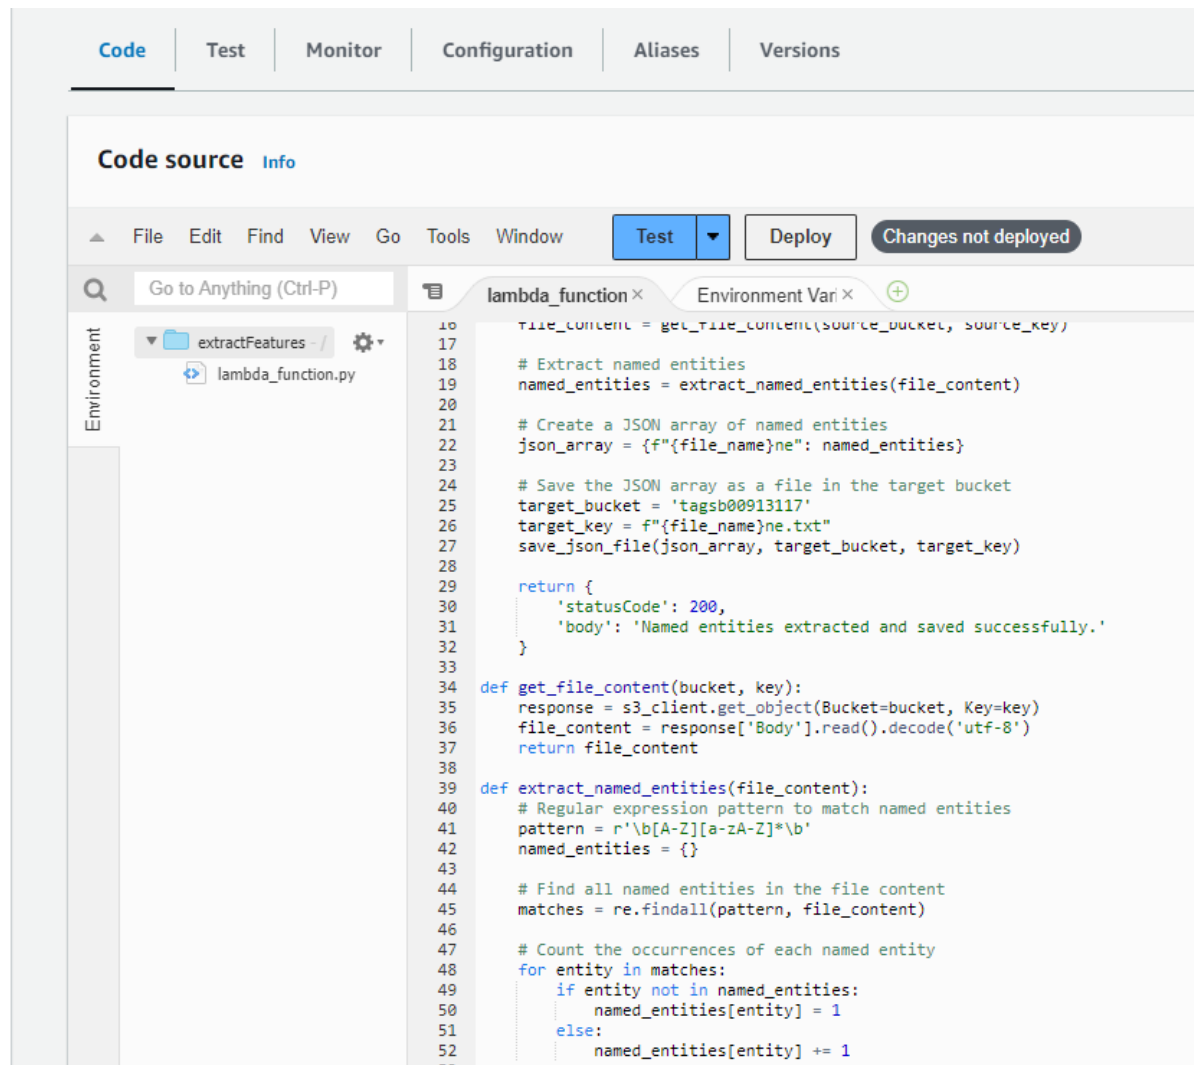 Code Test Monitor Configuration Aliases Versions
Code source Info
File Edit Find View Go Tools Window Test Deploy Changes not deployed
Go to Anything (Ctrl-P) lambda_function × Environment Vari ×
Environment
extractFeatures - /
lambda_function.py
16 file_content = get_file_content(source_bucket, source_key)
17
18 # Extract named entities
19 named_entities = extract_named_entities(file_content)
20
21 # Create a JSON array of named entities
22 json_array = {f"{file_name}ne": named_entities}
23
24 # Save the JSON array as a file in the target bucket
25 target_bucket = 'tagsb00913117'
26 target_key = f"{file_name}ne.txt"
27 save_json_file(json_array, target_bucket, target_key)
28
29 return {
30 'statusCode': 200,
31 'body': 'Named entities extracted and saved successfully.'
32 }
33
34 def get_file_content(bucket, key):
35 response = s3_client.get_object(Bucket=bucket, Key=key)
36 file_content = response['Body'].read().decode('utf-8')
37 return file_content
38
39 def extract_named_entities(file_content):
40 # Regular expression pattern to match named entities
41 pattern = r'\b[A-Z][a-zA-Z]*\b'
42 named_entities = {}
43
44 # Find all named entities in the file content
45 matches = re.findall(pattern, file_content)
46
47 # Count the occurrences of each named entity
48 for entity in matches:
49 if entity not in named_entities:
50 named_entities[entity] = 1
51 else:
52 named_entities[entity] += 1